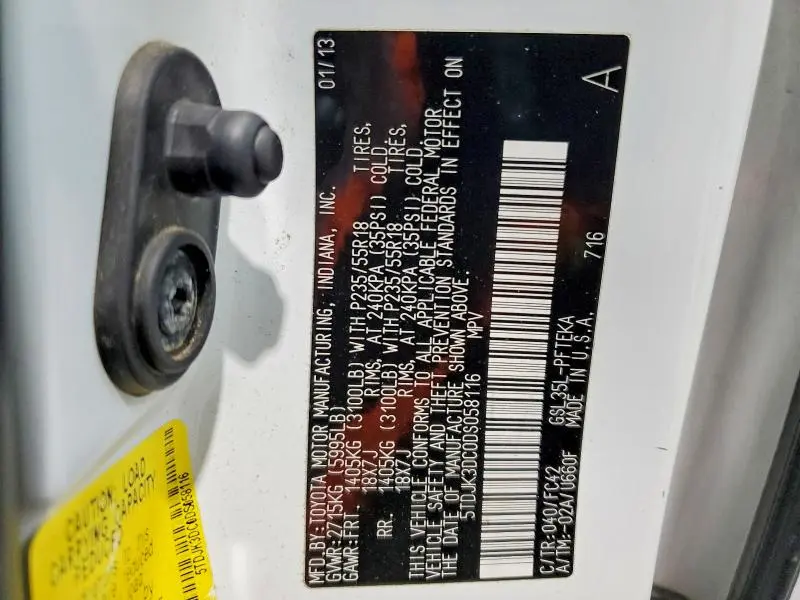 MFD.BY:TOYOTA MOTOR MANUFACTURING, INDIANA, INC. 01/13
GVWR:2715KG (5995LB)
GAWR:FRT. 1405KG (3100LB) WITH P235/55R18 TIRES,
18X7J RIMS, AT 240KPA (35PSI) COLD.
RR. 1405KG (3100LB) WITH P235/55R18 TIRES,
18X7J RIMS, AT 240KPA (35PSI) COLD.
THIS VEHICLE CONFORMS TO ALL APPLICABLE FEDERAL MOTOR
VEHICLE SAFETY AND THEFT PREVENTION STANDARDS IN EFFECT ON
THE DATE OF MANUFACTURE SHOWN ABOVE.
5TDJK3DC0DS058116 MPV
C/TR:040/FC42 GSL35L-PFTEKA 716
A/TM:-02A/U660F MADE IN U.S.A.
A
CAUTION: LOAD
CARRYING CAPACITY
REDUCED
5TDJK3DC0DS058116